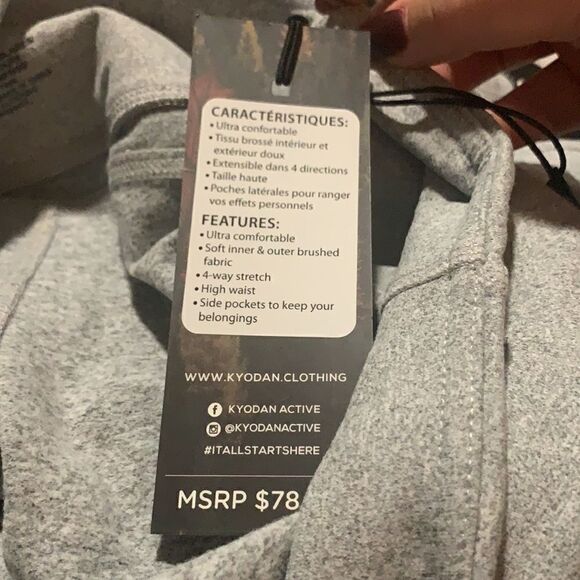 CARACTÉRISTIQUES:
• Ultra confortable
• Tissu brossé intérieur et
extérieur doux
• Extensible dans 4 directions
• Taille haute
• Poches latérales pour ranger
vos effets personnels
FEATURES:
• Ultra comfortable
• Soft inner & outer brushed
fabric
• 4-way stretch
• High waist
• Side pockets to keep your
belongings
WWW.KYODAN.CLOTHING
KYODAN ACTIVE
@KYODANACTIVE
#ITALLSTARTSHERE
MSRP $78